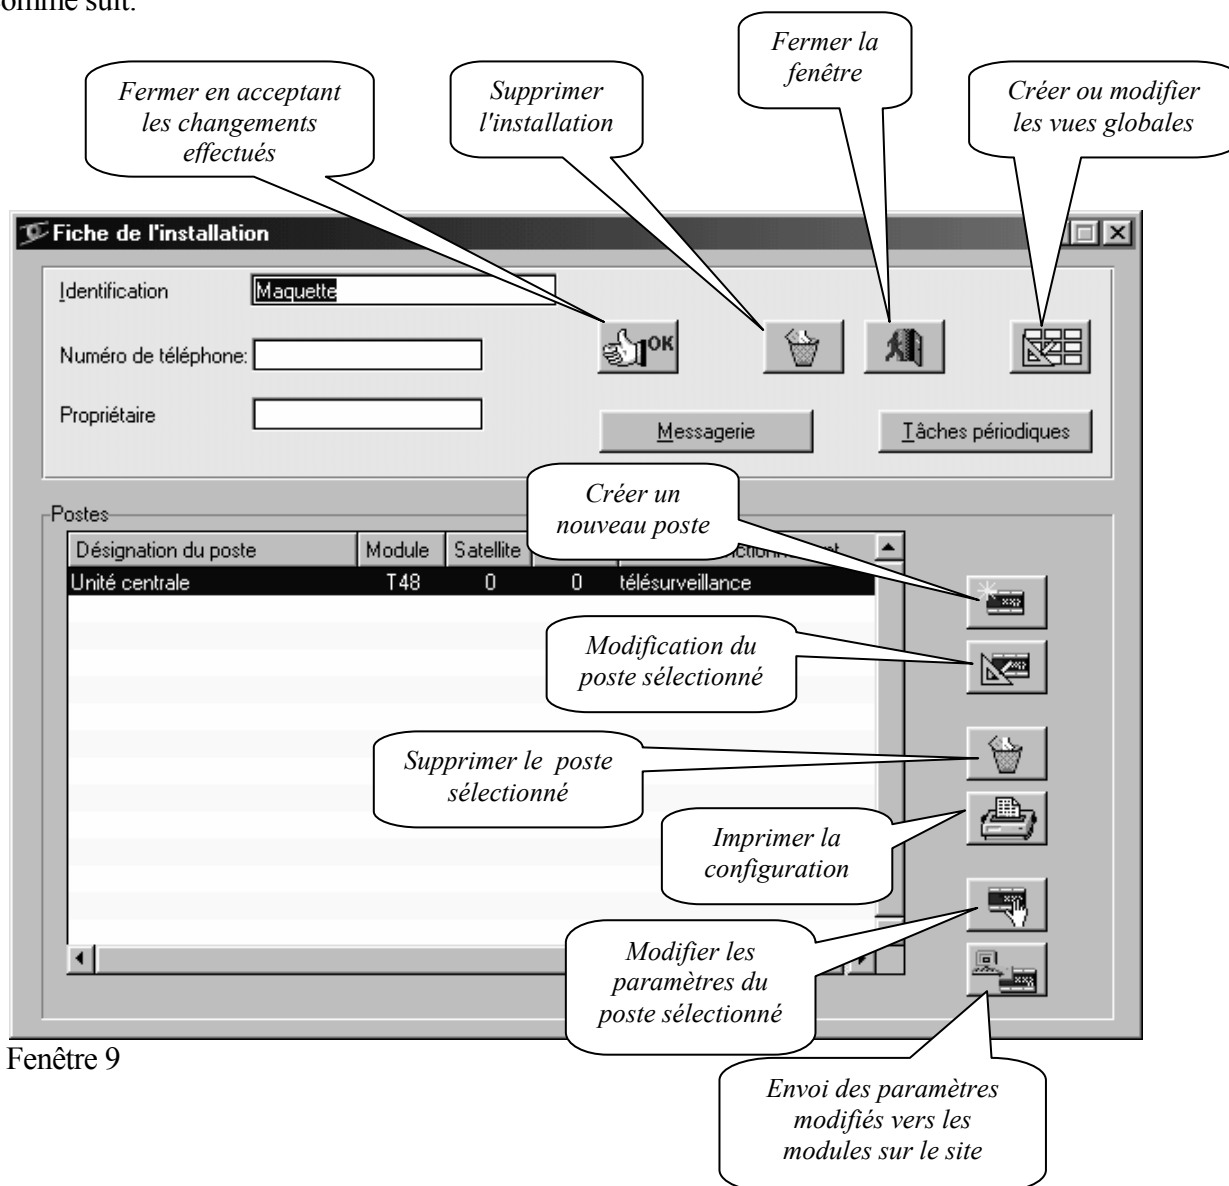 comme suit.
Fermer la
fenêtre
Fermer en acceptant
les changements
effectués
Supprimer
l'installation
Créer ou modifier
les vues globales
Fiche de l'installation
Identification
Maquette
OK
Numéro de téléphone:
Propriétaire
Messagerie
Tâches périodiques
Créer un
nouveau poste
Postes
Désignation du poste
Module
Satellite
Unité centrale
T48
0
0
télésurveillance
Modification du
poste sélectionné
Supprimer le poste
sélectionné
Imprimer la
configuration
Modifier les
paramètres du
poste sélectionné
Fenêtre 9
Envoi des paramètres
modifiés vers les
modules sur le site